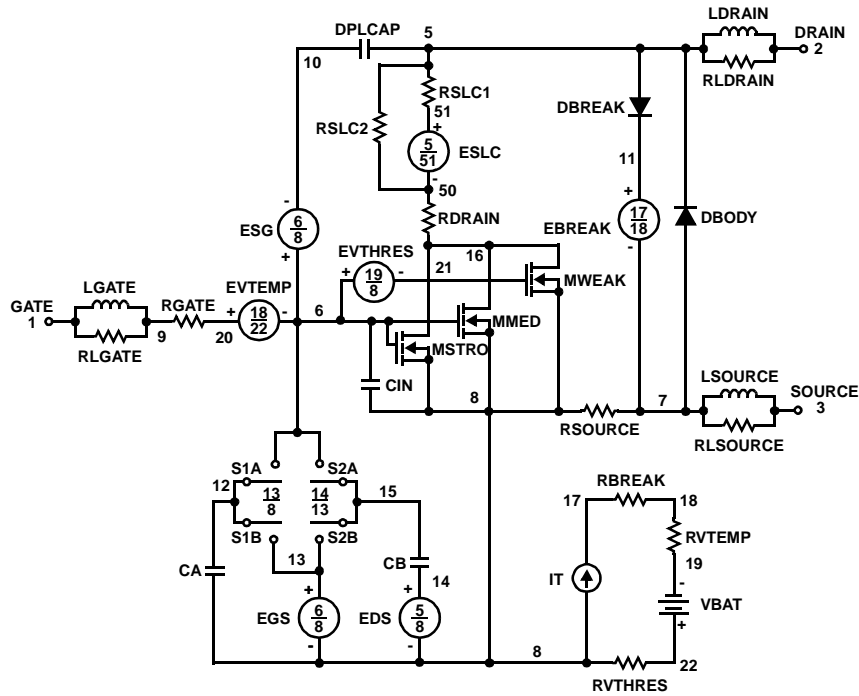 LDRAIN
DPLCAP
5
DRAIN
2
10
RLDRAIN
RSLC1
51
DBREAK
RSLC2
+
5
51
ESLC
-
50
11
-
+
RDRAIN
17
18
EBREAK
-
DBODY
ESG
6
8
+
EVTHRES
16
+
19
8
-
21
MWEAK
LGATE
EVTEMP
GATE
1
RGATE
+
18
22
-
6
MMED
9
20
RLGATE
MSTRO
CIN
LSOURCE
SOURCE
3
8
7
RSOURCE
RLSOURCE
S1A
S2A
12
13
8
14
13
15
RBREAK
17
18
S1B
S2B
RVTEMP
13
CB
19
CA
14
IT
-
+
+
VBAT
EGS
6
8
EDS
5
8
+
-
-
8
22
RVTHRES